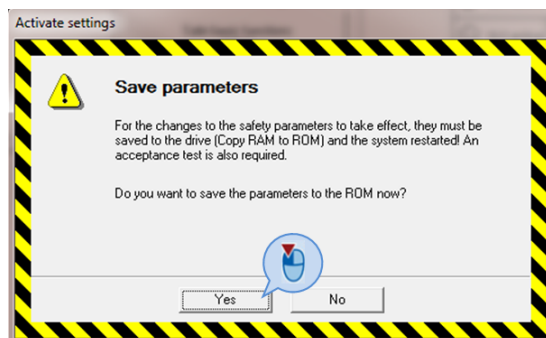 Activate settings
Save parameters
For the changes to the safety parameters to take effect, they must be
saved to the drive (Copy RAM to ROM) and the system restarted! An
acceptance test is also required.
Do you want to save the parameters to the ROM now?
Yes
No